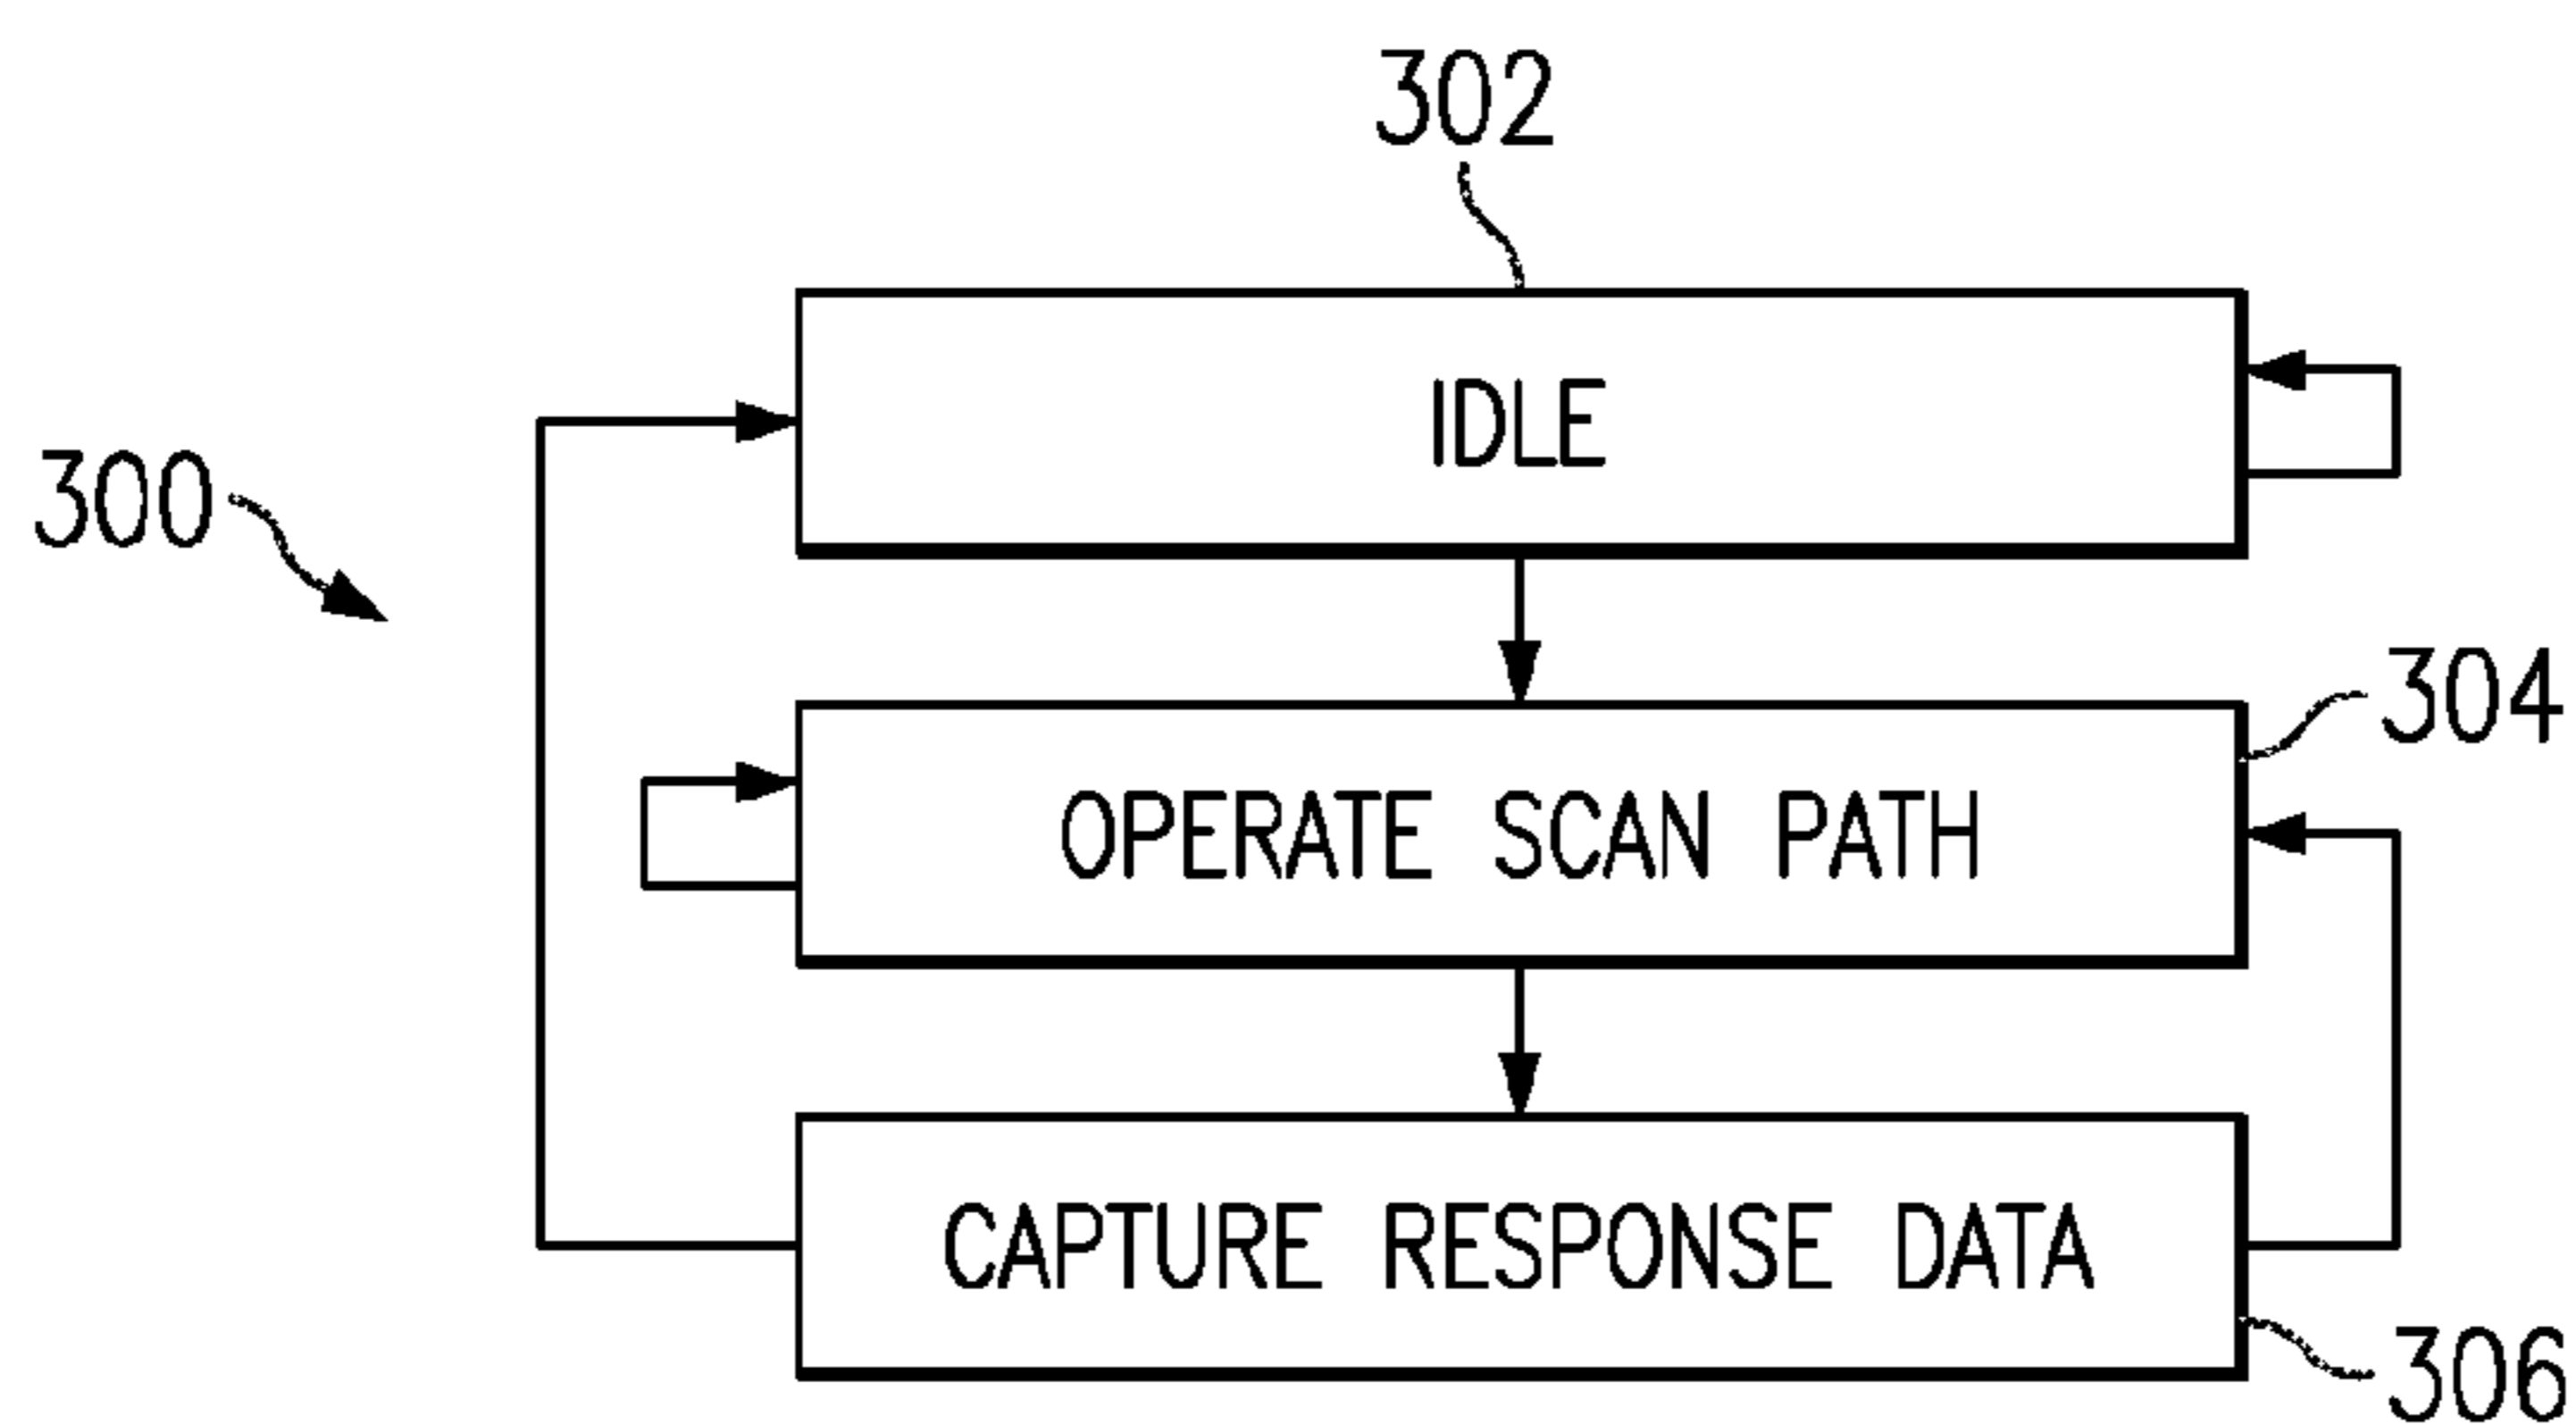 302
IDLE
300
304
OPERATE SCAN PATH
CAPTURE RESPONSE DATA
306